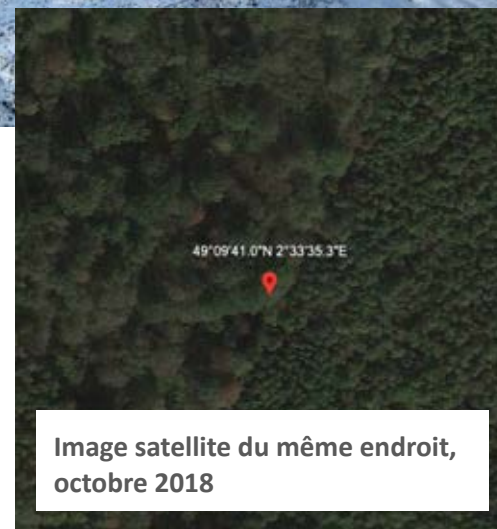 49°09'41.0"N 2°33'35.3"E
Image satellite du même endroit,
octobre 2018